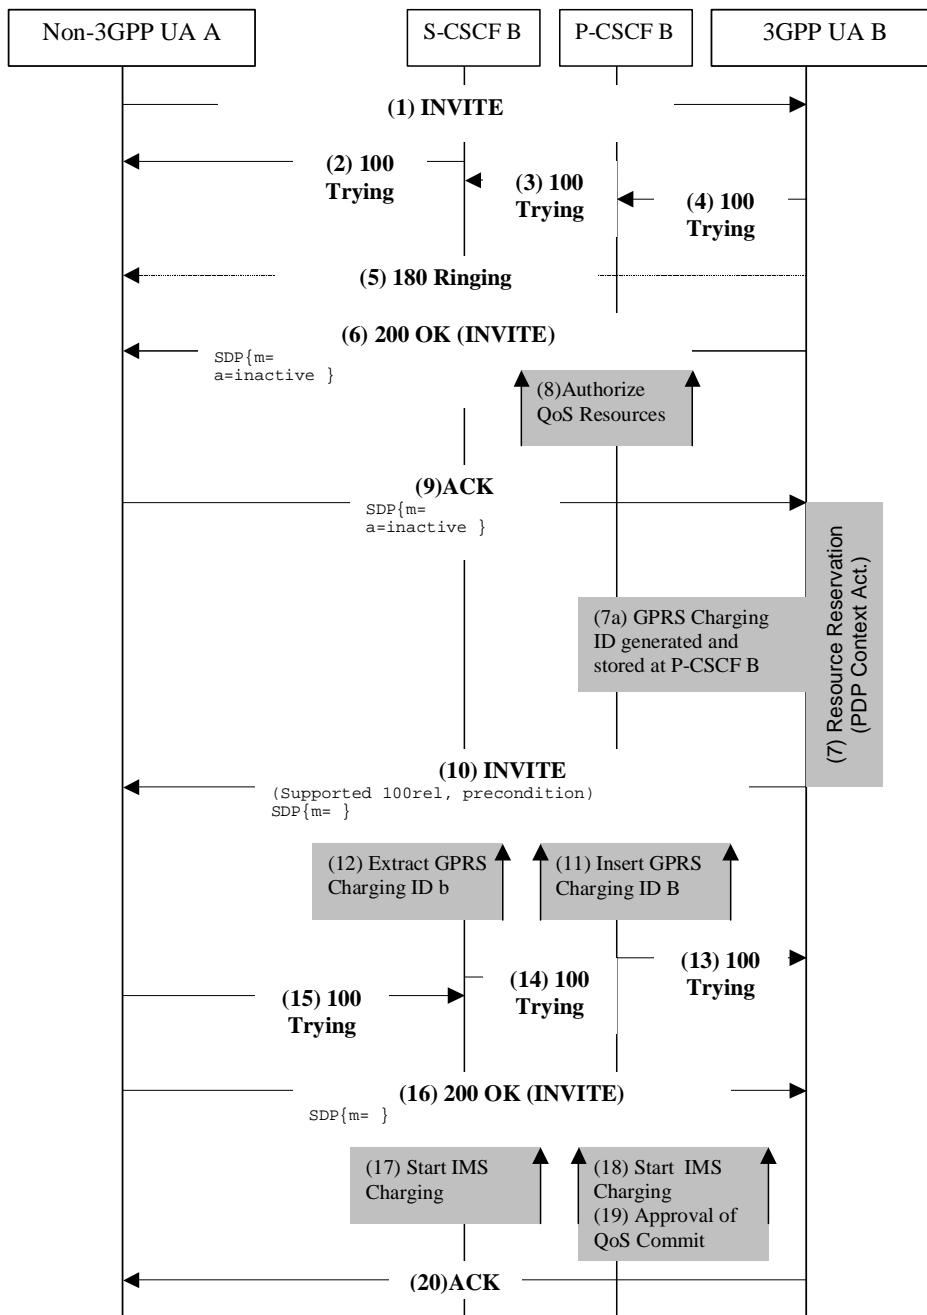 Non-3GPP UA A
S-CSCF B
P-CSCF B
3GPP UA B
(1) INVITE
(2) 100
Trying
(3) 100
Trying
(4) 100
Trying
(5) 180 Ringing
(6) 200 OK (INVITE)
SDP{m=
a=inactive }
(8)Authorize
QoS Resources
(9)ACK
SDP{m=
a=inactive }
(7a) GPRS Charging
ID generated and
stored at P-CSCF B
(7) Resource Reservation
(PDP Context Act.)
(10) INVITE
(Supported 100rel, precondition)
SDP{m= }
(12) Extract GPRS
Charging ID b
(11) Insert GPRS
Charging ID B
(13) 100
Trying
(14) 100
Trying
(15) 100
Trying
(16) 200 OK (INVITE)
SDP{m= }
(17) Start IMS
Charging
(18) Start IMS
Charging
(19) Approval of
QoS Commit
(20)ACK